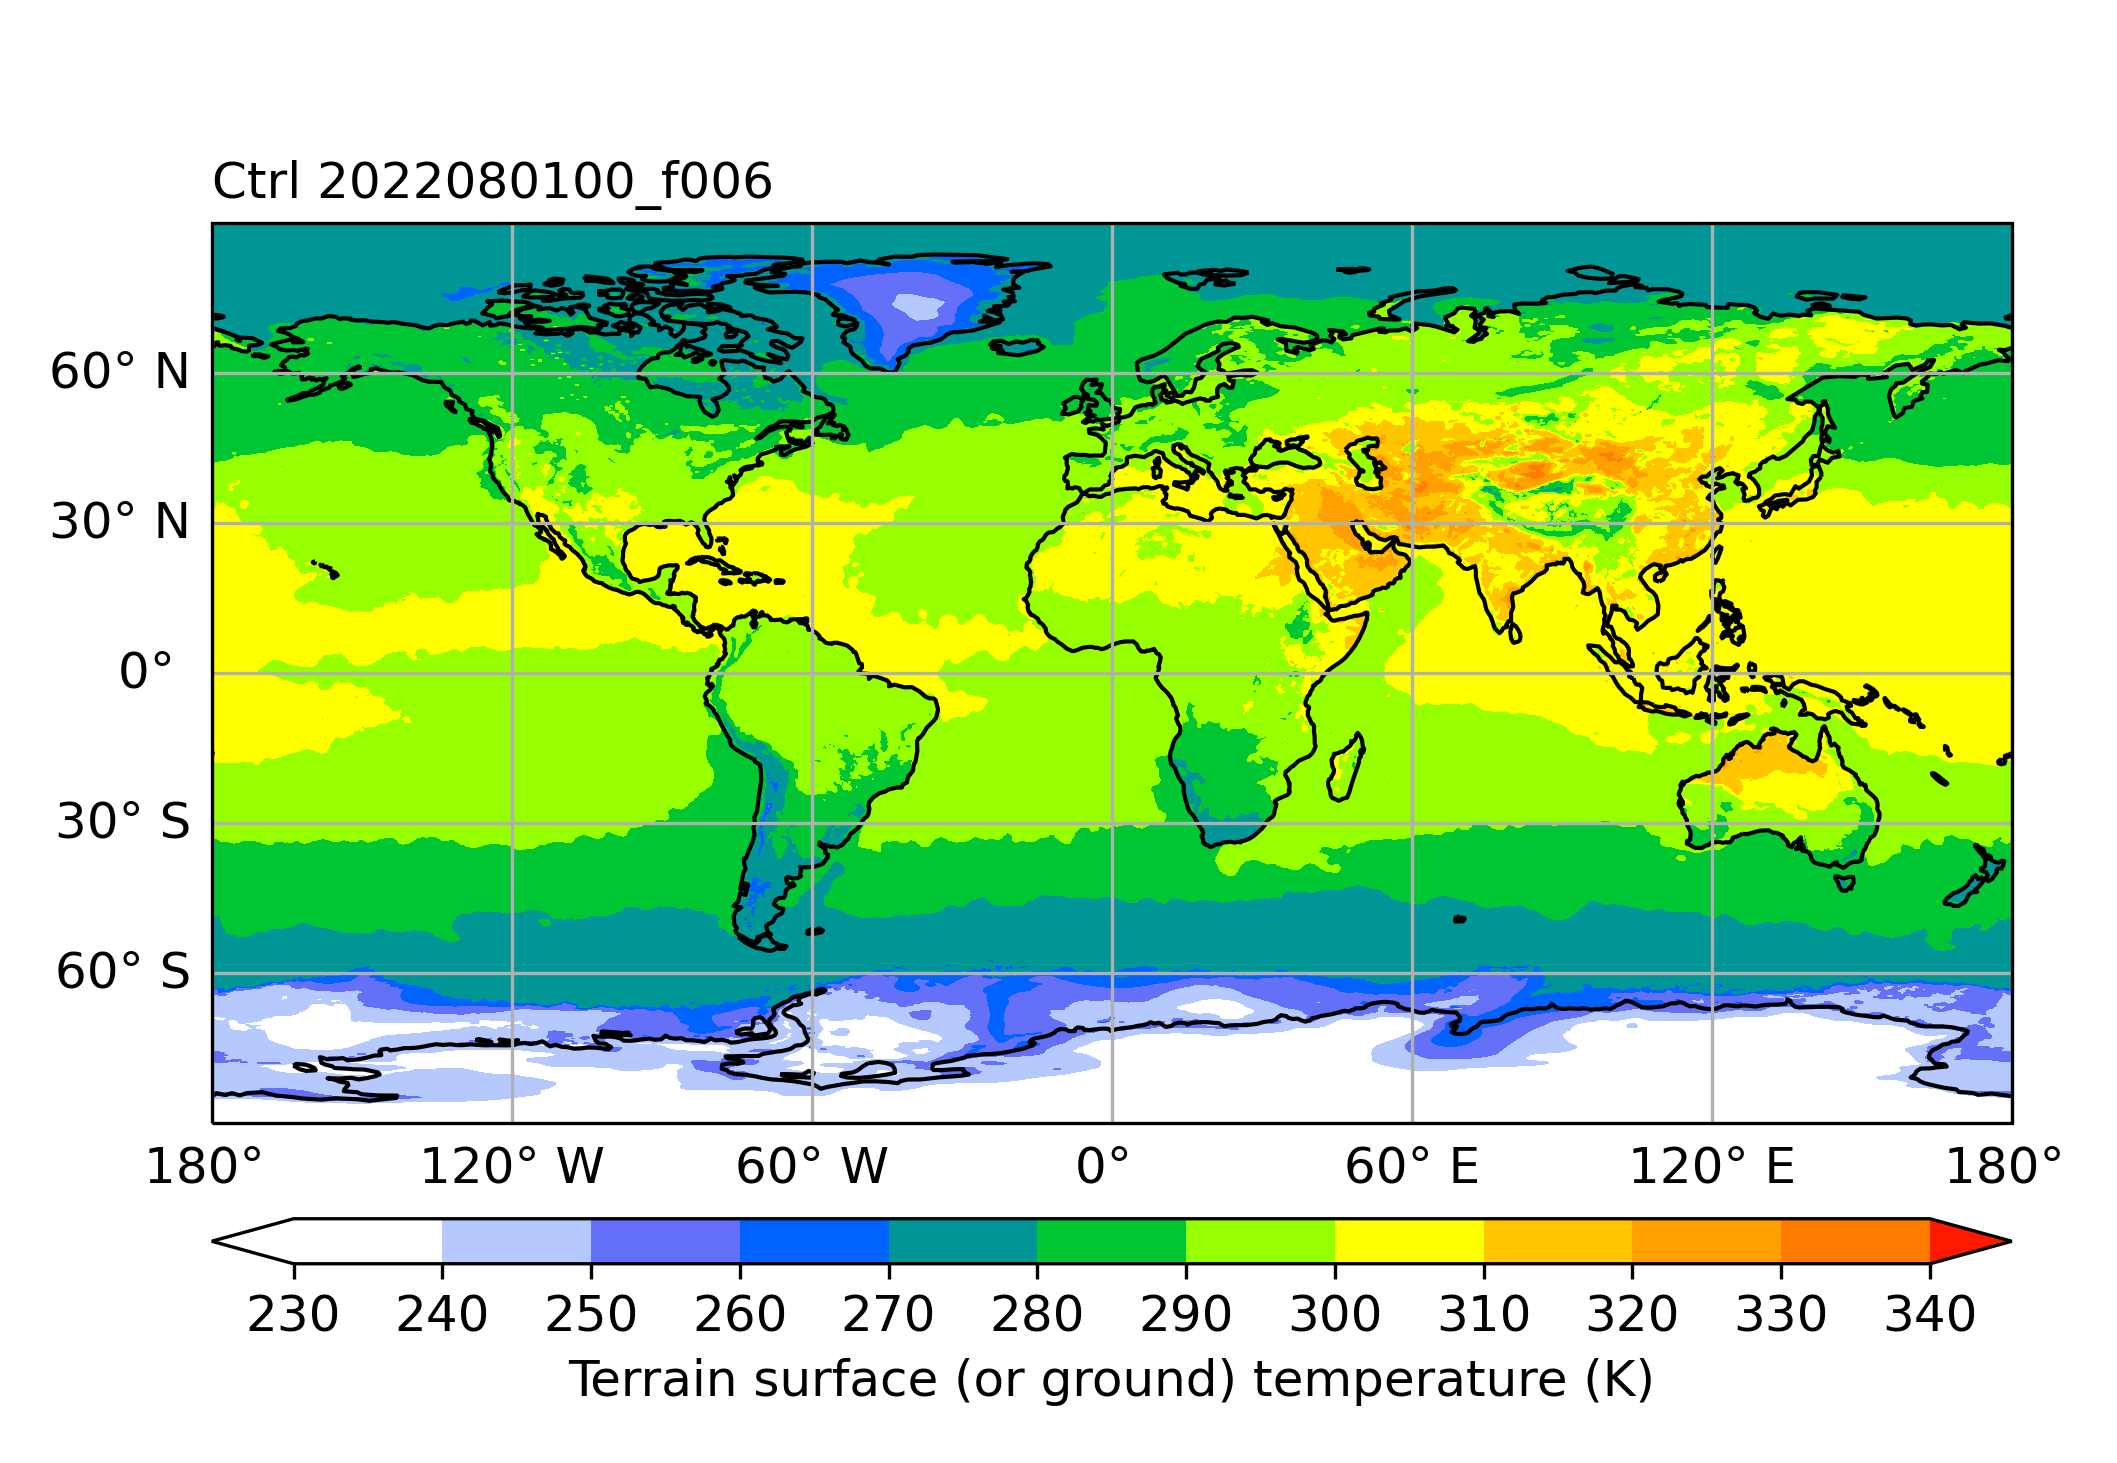 Ctrl 2022080100_f006
60° N
30° N
0°
30° S
60° S
180° 120° W 60° W 0° 60° E 120° E 180°
230 240 250 260 270 280 290 300 310 320 330 340
Terrain surface (or ground) temperature (K)